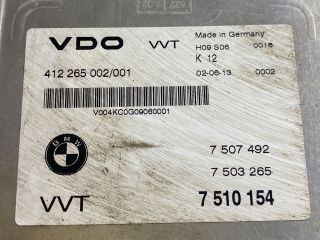 VDO VVT
Made in Germany
H09 S06 0016
K 12
412 265 002/001
02-06-13 0002
V004KC0G09060001
BMW
7 507 492
7 503 265
VVT 7 510 154